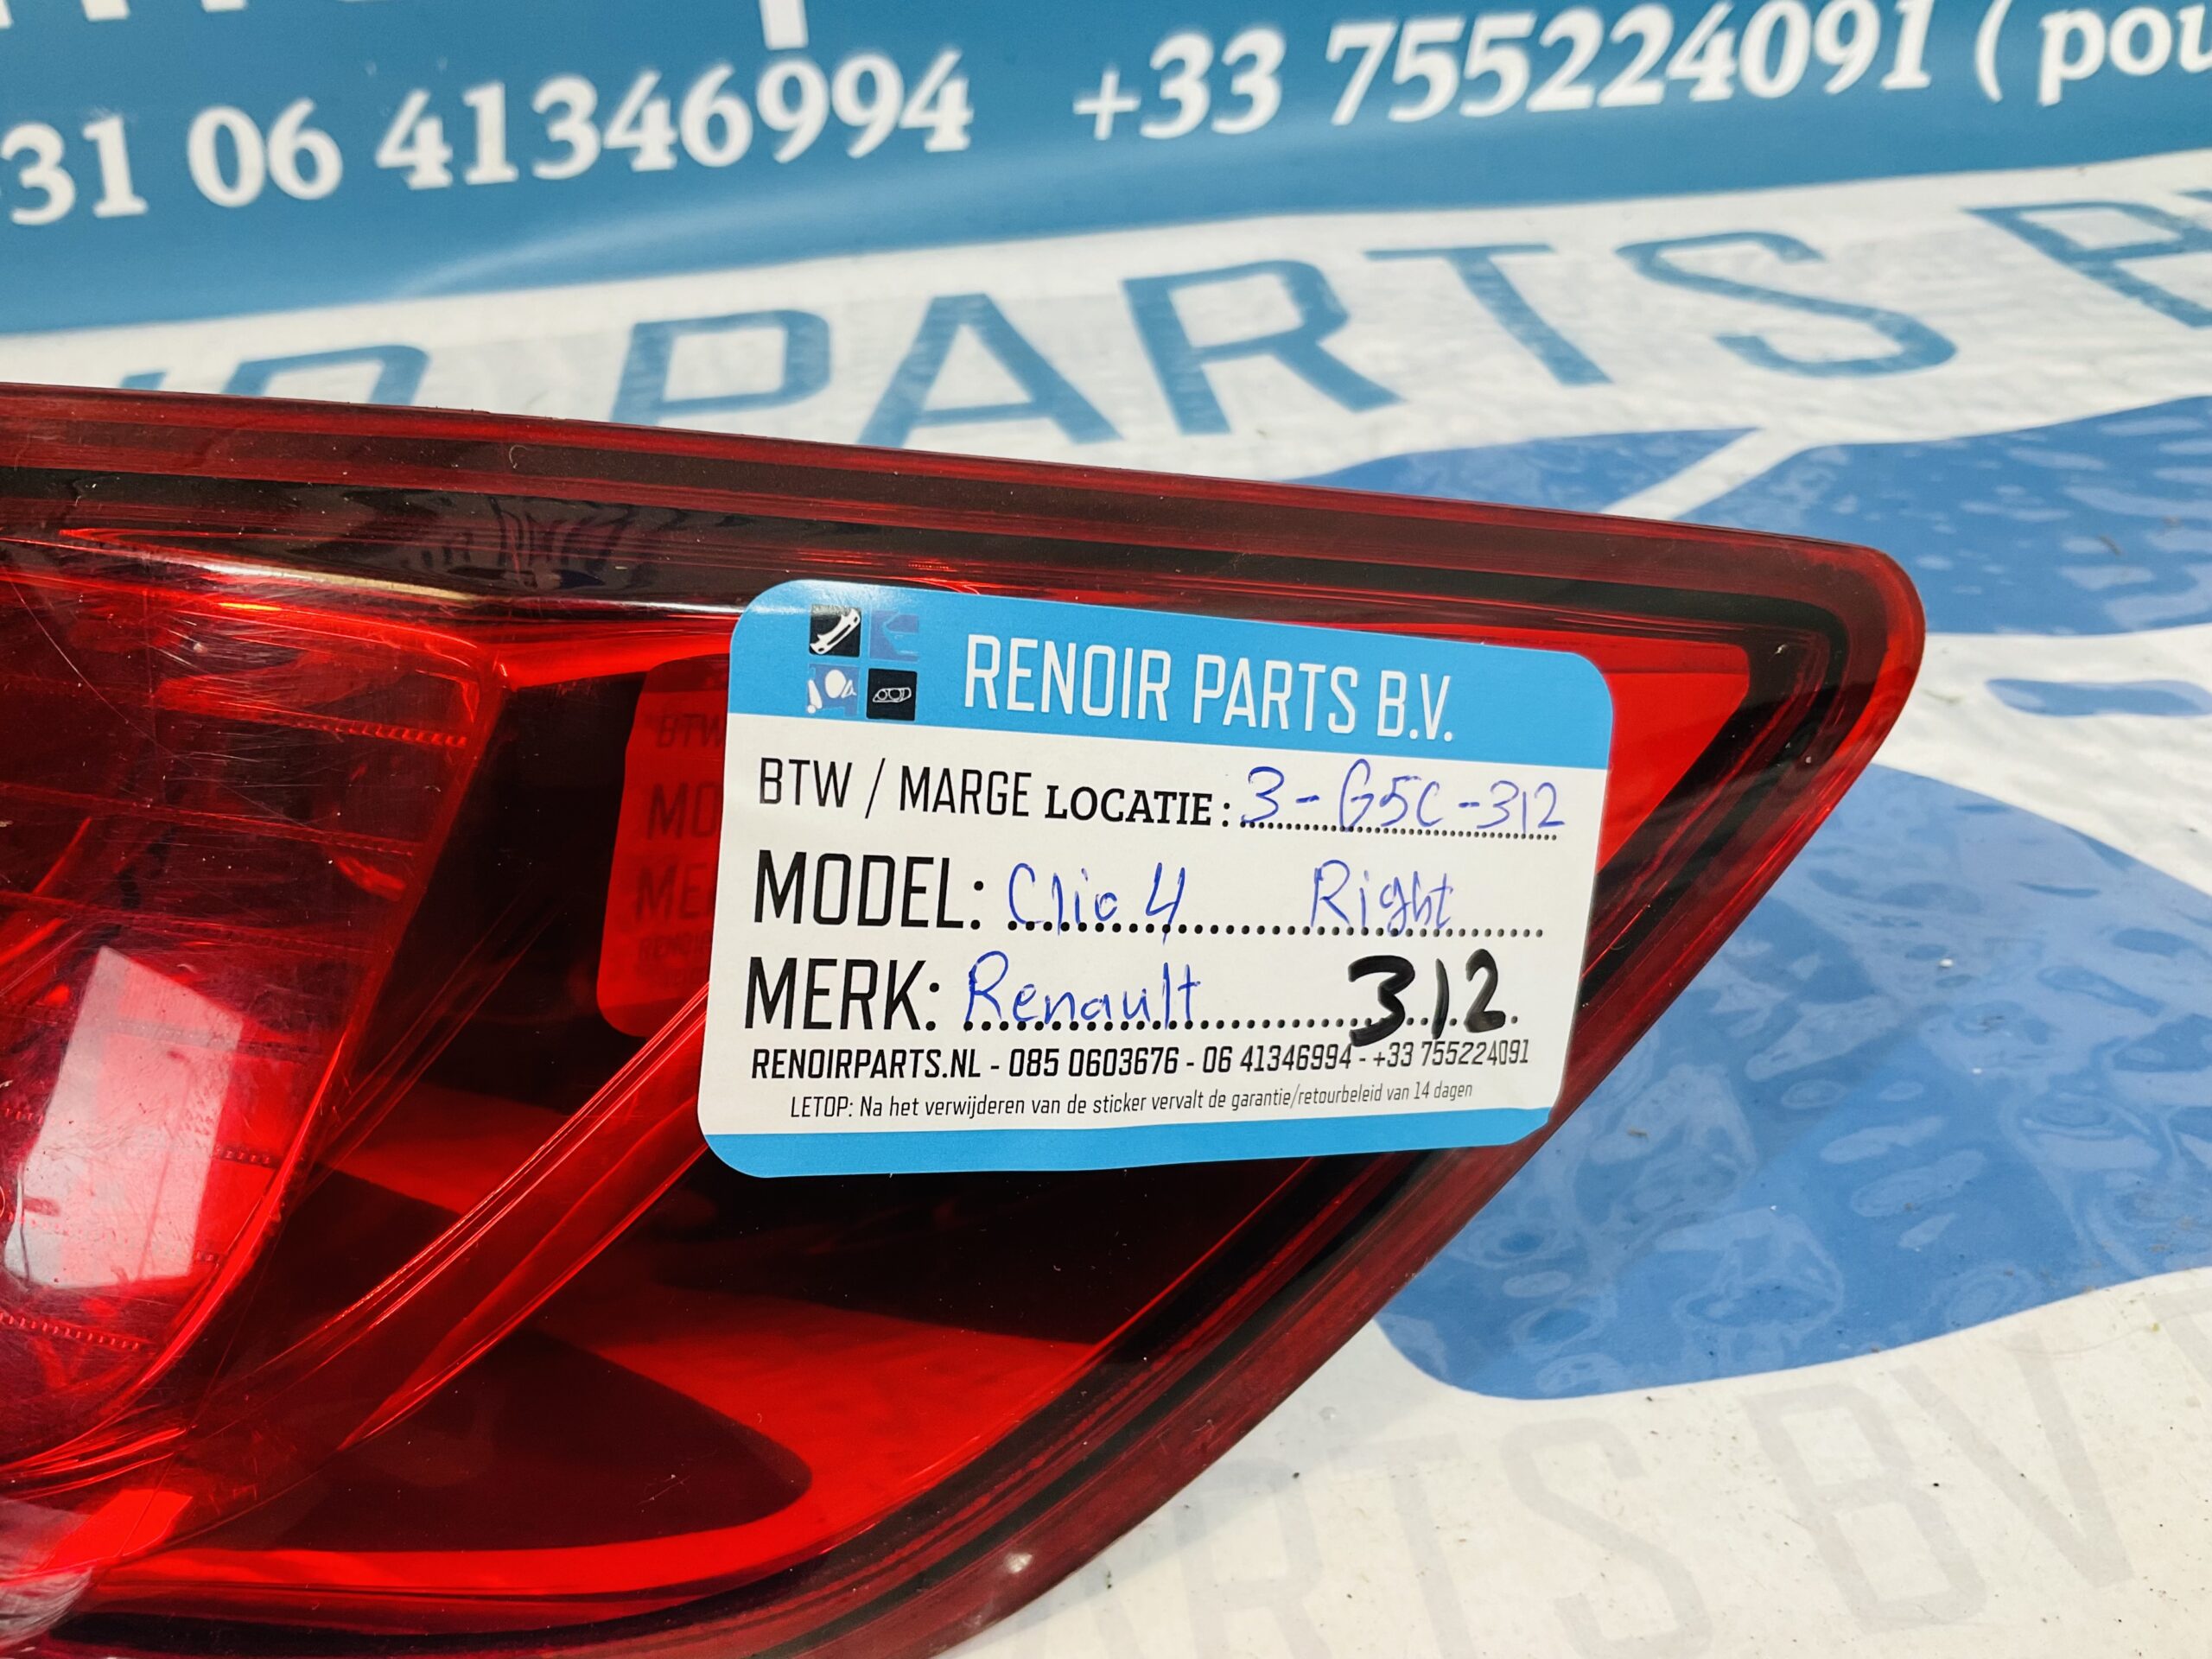 31 06 41346994 +33 755224091 ( pou
PARTS B
RENOIR PARTS B.V.
BTW / MARGE LOCATIE: 3-G5C-312
MODEL: Clio 4 Right
MERK: Renault 312
RENOIRPARTS.NL - 085 0603676 - 06 41346994 - +33 755224091
LETOP: Na het verwijderen van de sticker vervalt de garantie/retourbeleid van 14 dagen
PARTS BV